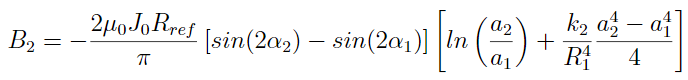 B_2 = -\frac{2\mu_0 J_0 R_{ref}}{\pi} [sin(2\alpha_2) - sin(2\alpha_1)] \left[ ln\left(\frac{a_2}{a_1}\right) + \frac{k_2}{R_1^4} \frac{a_2^4 - a_1^4}{4} \right]